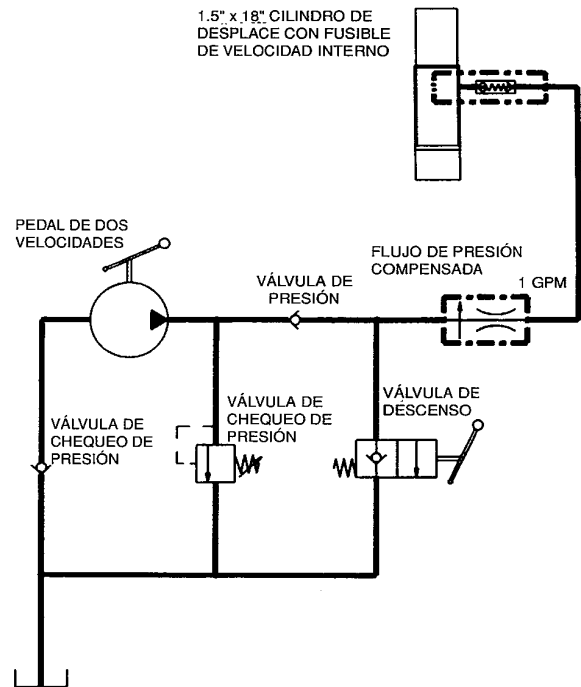 1.5" x 18" CILINDRO DE
DESPLACE CON FUSIBLE
DE VELOCIDAD INTERNO
PEDAL DE DOS
VELOCIDADES
FLUJO DE PRESIÓN
COMPENSADA
1 GPM
VÁLVULA DE
PRESIÓN
VÁLVULA DE
CHEQUEO DE
PRESIÓN
VÁLVULA DE
CHEQUEO DE
PRESIÓN
VÁLVULA DE
DESCENSO